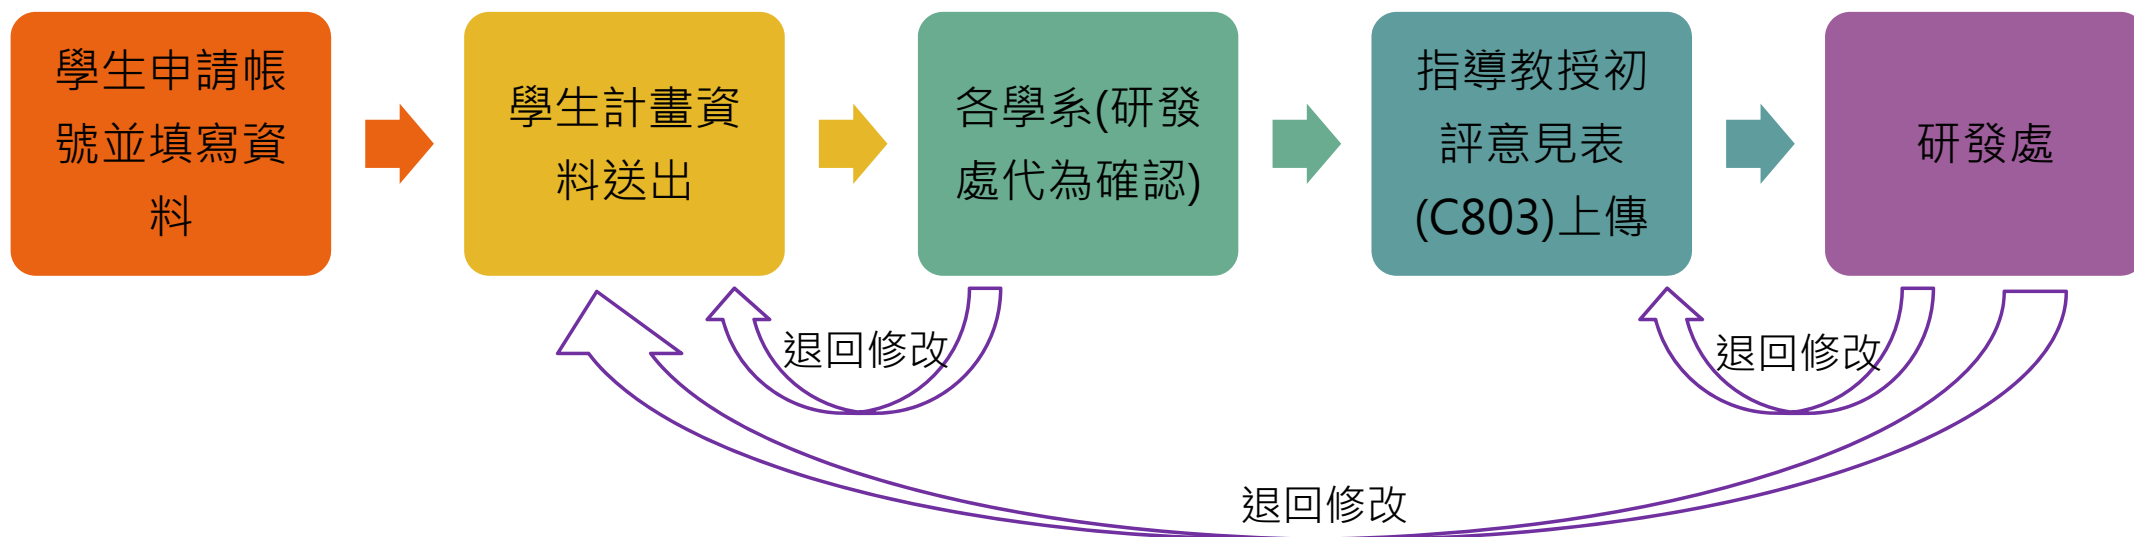 學生申請帳
號並填寫資
料
學生計畫資
料送出
各學系(研發
處代為確認)
指導教授初
評意見表
(C803)上傳
研發處
退回修改
退回修改
退回修改